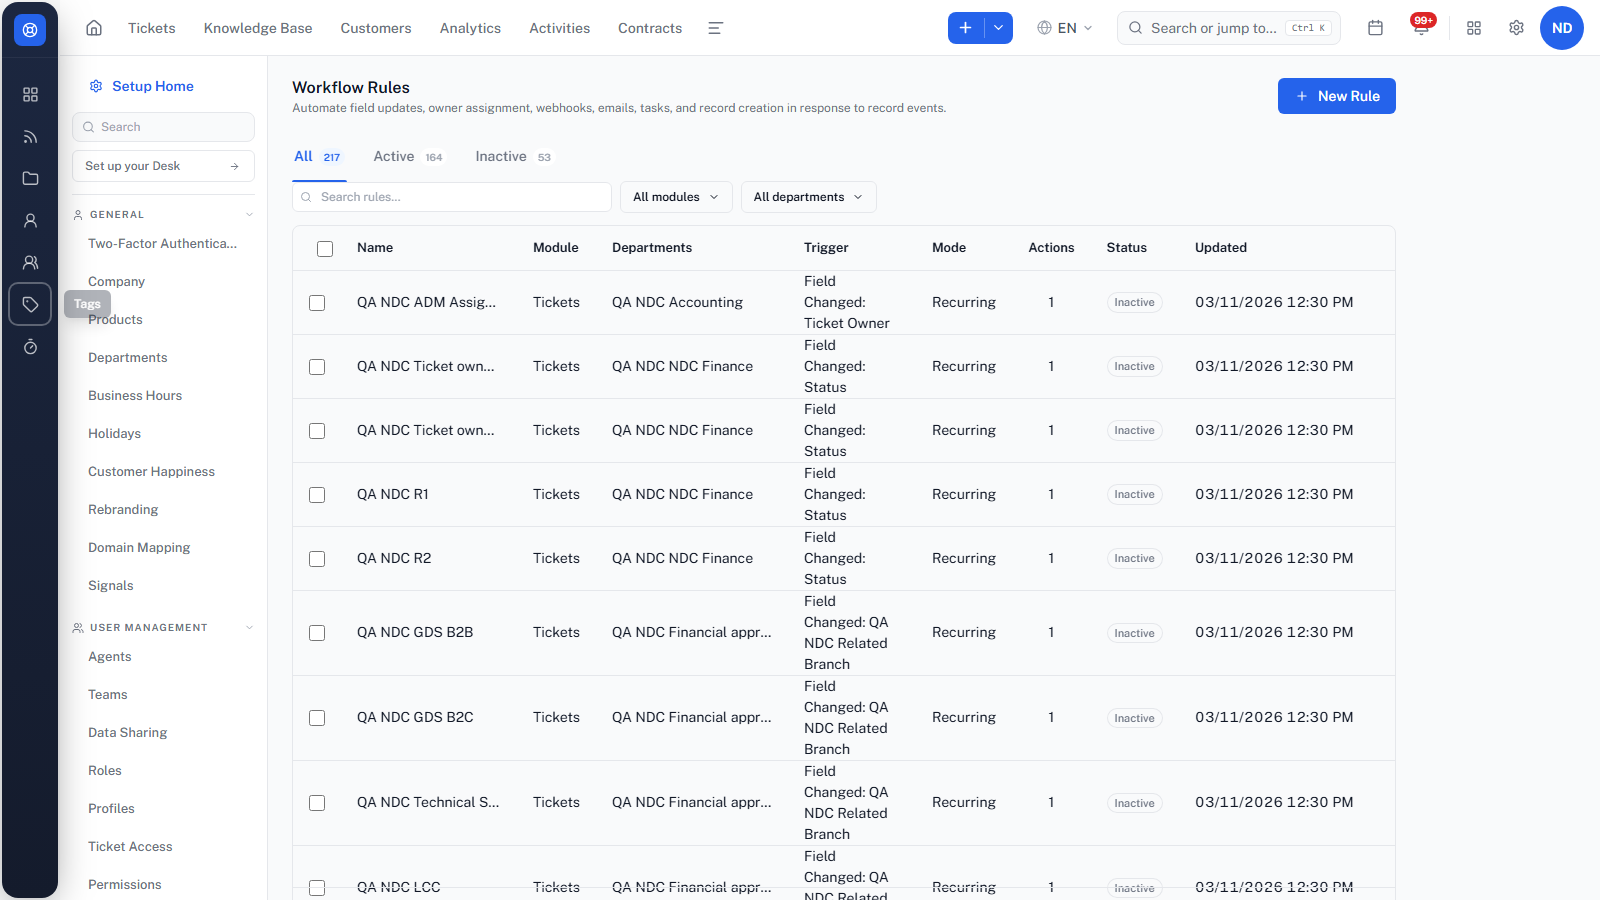 Tickets
Knowledge Base
Customers
Analytics
Activities
Contracts
EN
Search or jump to...
Ctrl K
99+
ND
Tags
Setup Home
Search
Set up your Desk
GENERAL
Two-Factor Authentica...
Company
Products
Departments
Business Hours
Holidays
Customer Happiness
Rebranding
Domain Mapping
Signals
USER MANAGEMENT
Agents
Teams
Data Sharing
Roles
Profiles
Ticket Access
Permissions
Workflow Rules
Automate field updates, owner assignment, webhooks, emails, tasks, and record creation in response to record events.
New Rule
All 217
Active 164
Inactive 53
Search rules...
All modules
All departments
Name Module Departments Trigger Mode Actions Status Updated
QA NDC ADM Assig... Tickets QA NDC Accounting Field Changed: Ticket Owner Recurring 1 Inactive 03/11/2026 12:30 PM
QA NDC Ticket own... Tickets QA NDC NDC Finance Field Changed: Status Recurring 1 Inactive 03/11/2026 12:30 PM
QA NDC Ticket own... Tickets QA NDC NDC Finance Field Changed: Status Recurring 1 Inactive 03/11/2026 12:30 PM
QA NDC R1 Tickets QA NDC NDC Finance Field Changed: Status Recurring 1 Inactive 03/11/2026 12:30 PM
QA NDC R2 Tickets QA NDC NDC Finance Field Changed: Status Recurring 1 Inactive 03/11/2026 12:30 PM
QA NDC GDS B2B Tickets QA NDC Financial appr... Field Changed: QA NDC Related Branch Recurring 1 Inactive 03/11/2026 12:30 PM
QA NDC GDS B2C Tickets QA NDC Financial appr... Field Changed: QA NDC Related Branch Recurring 1 Inactive 03/11/2026 12:30 PM
QA NDC Technical S... Tickets QA NDC Financial appr... Field Changed: QA NDC Related Branch Recurring 1 Inactive 03/11/2026 12:30 PM
QA NDC LCC Tickets QA NDC Financial appr... Field Changed: QA NDC Related Recurring 1 Inactive 03/11/2026 12:30 PM